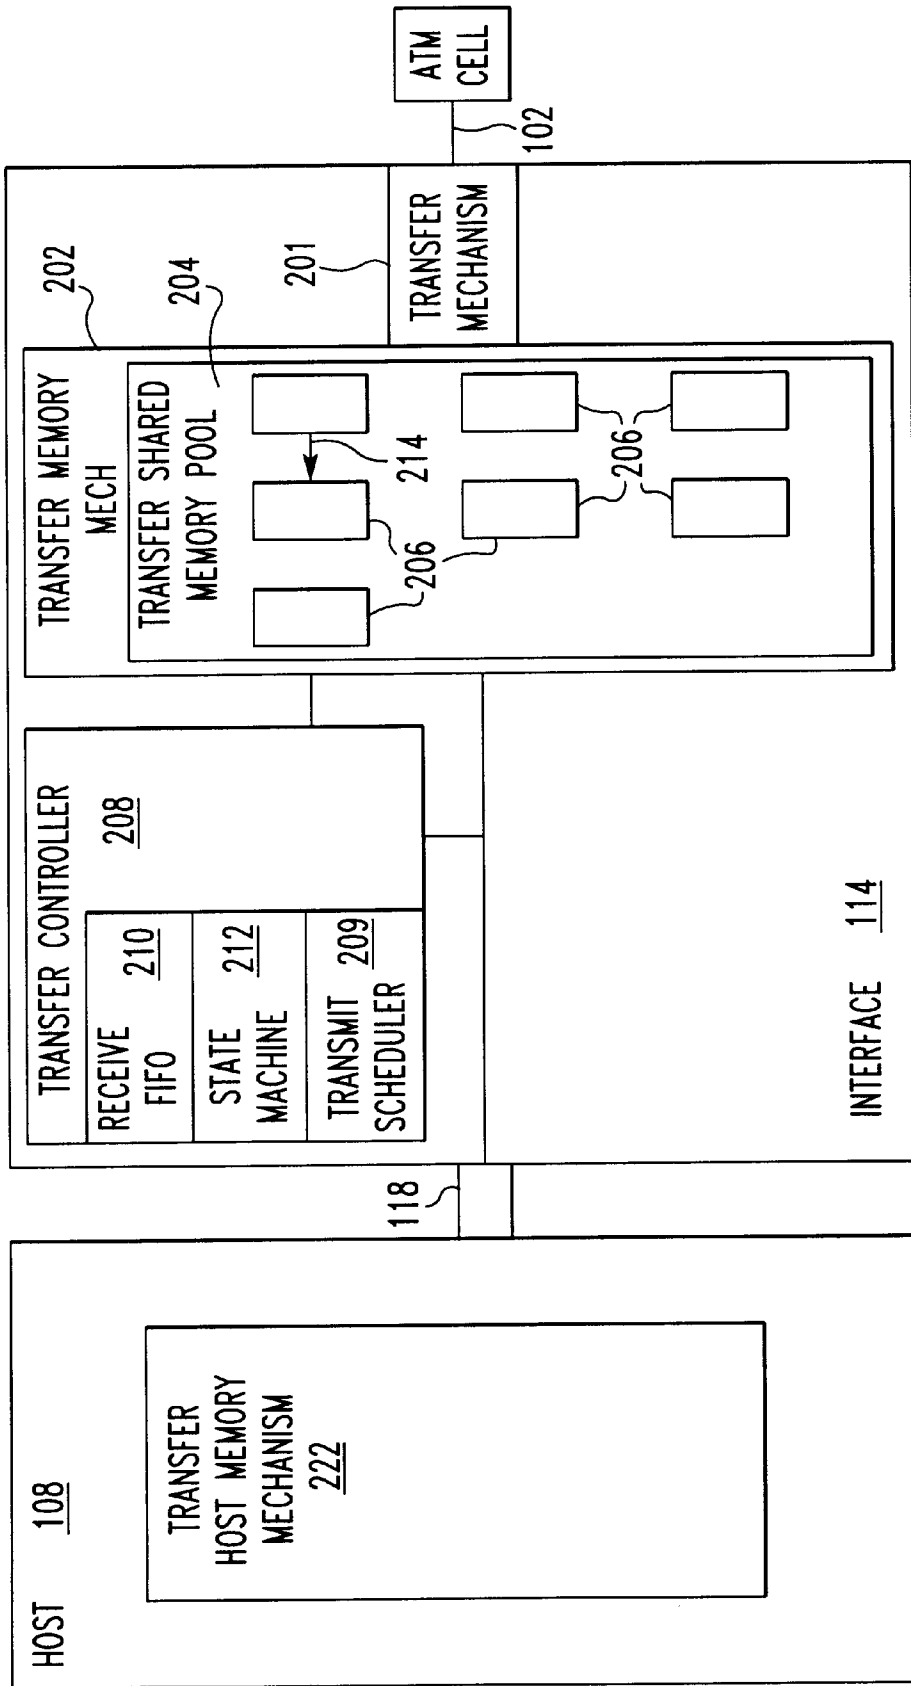 HOST 108
TRANSFER
HOST MEMORY
MECHANISM
222
118
TRANSFER CONTROLLER
208
RECEIVE
FIFO
210
STATE
MACHINE
212
TRANSMIT
SCHEDULER
209
INTERFACE 114
TRANSFER MEMORY
MECH
202
TRANSFER SHARED
MEMORY POOL
204
214
206
206
206
201
TRANSFER
MECHANISM
102
ATM
CELL